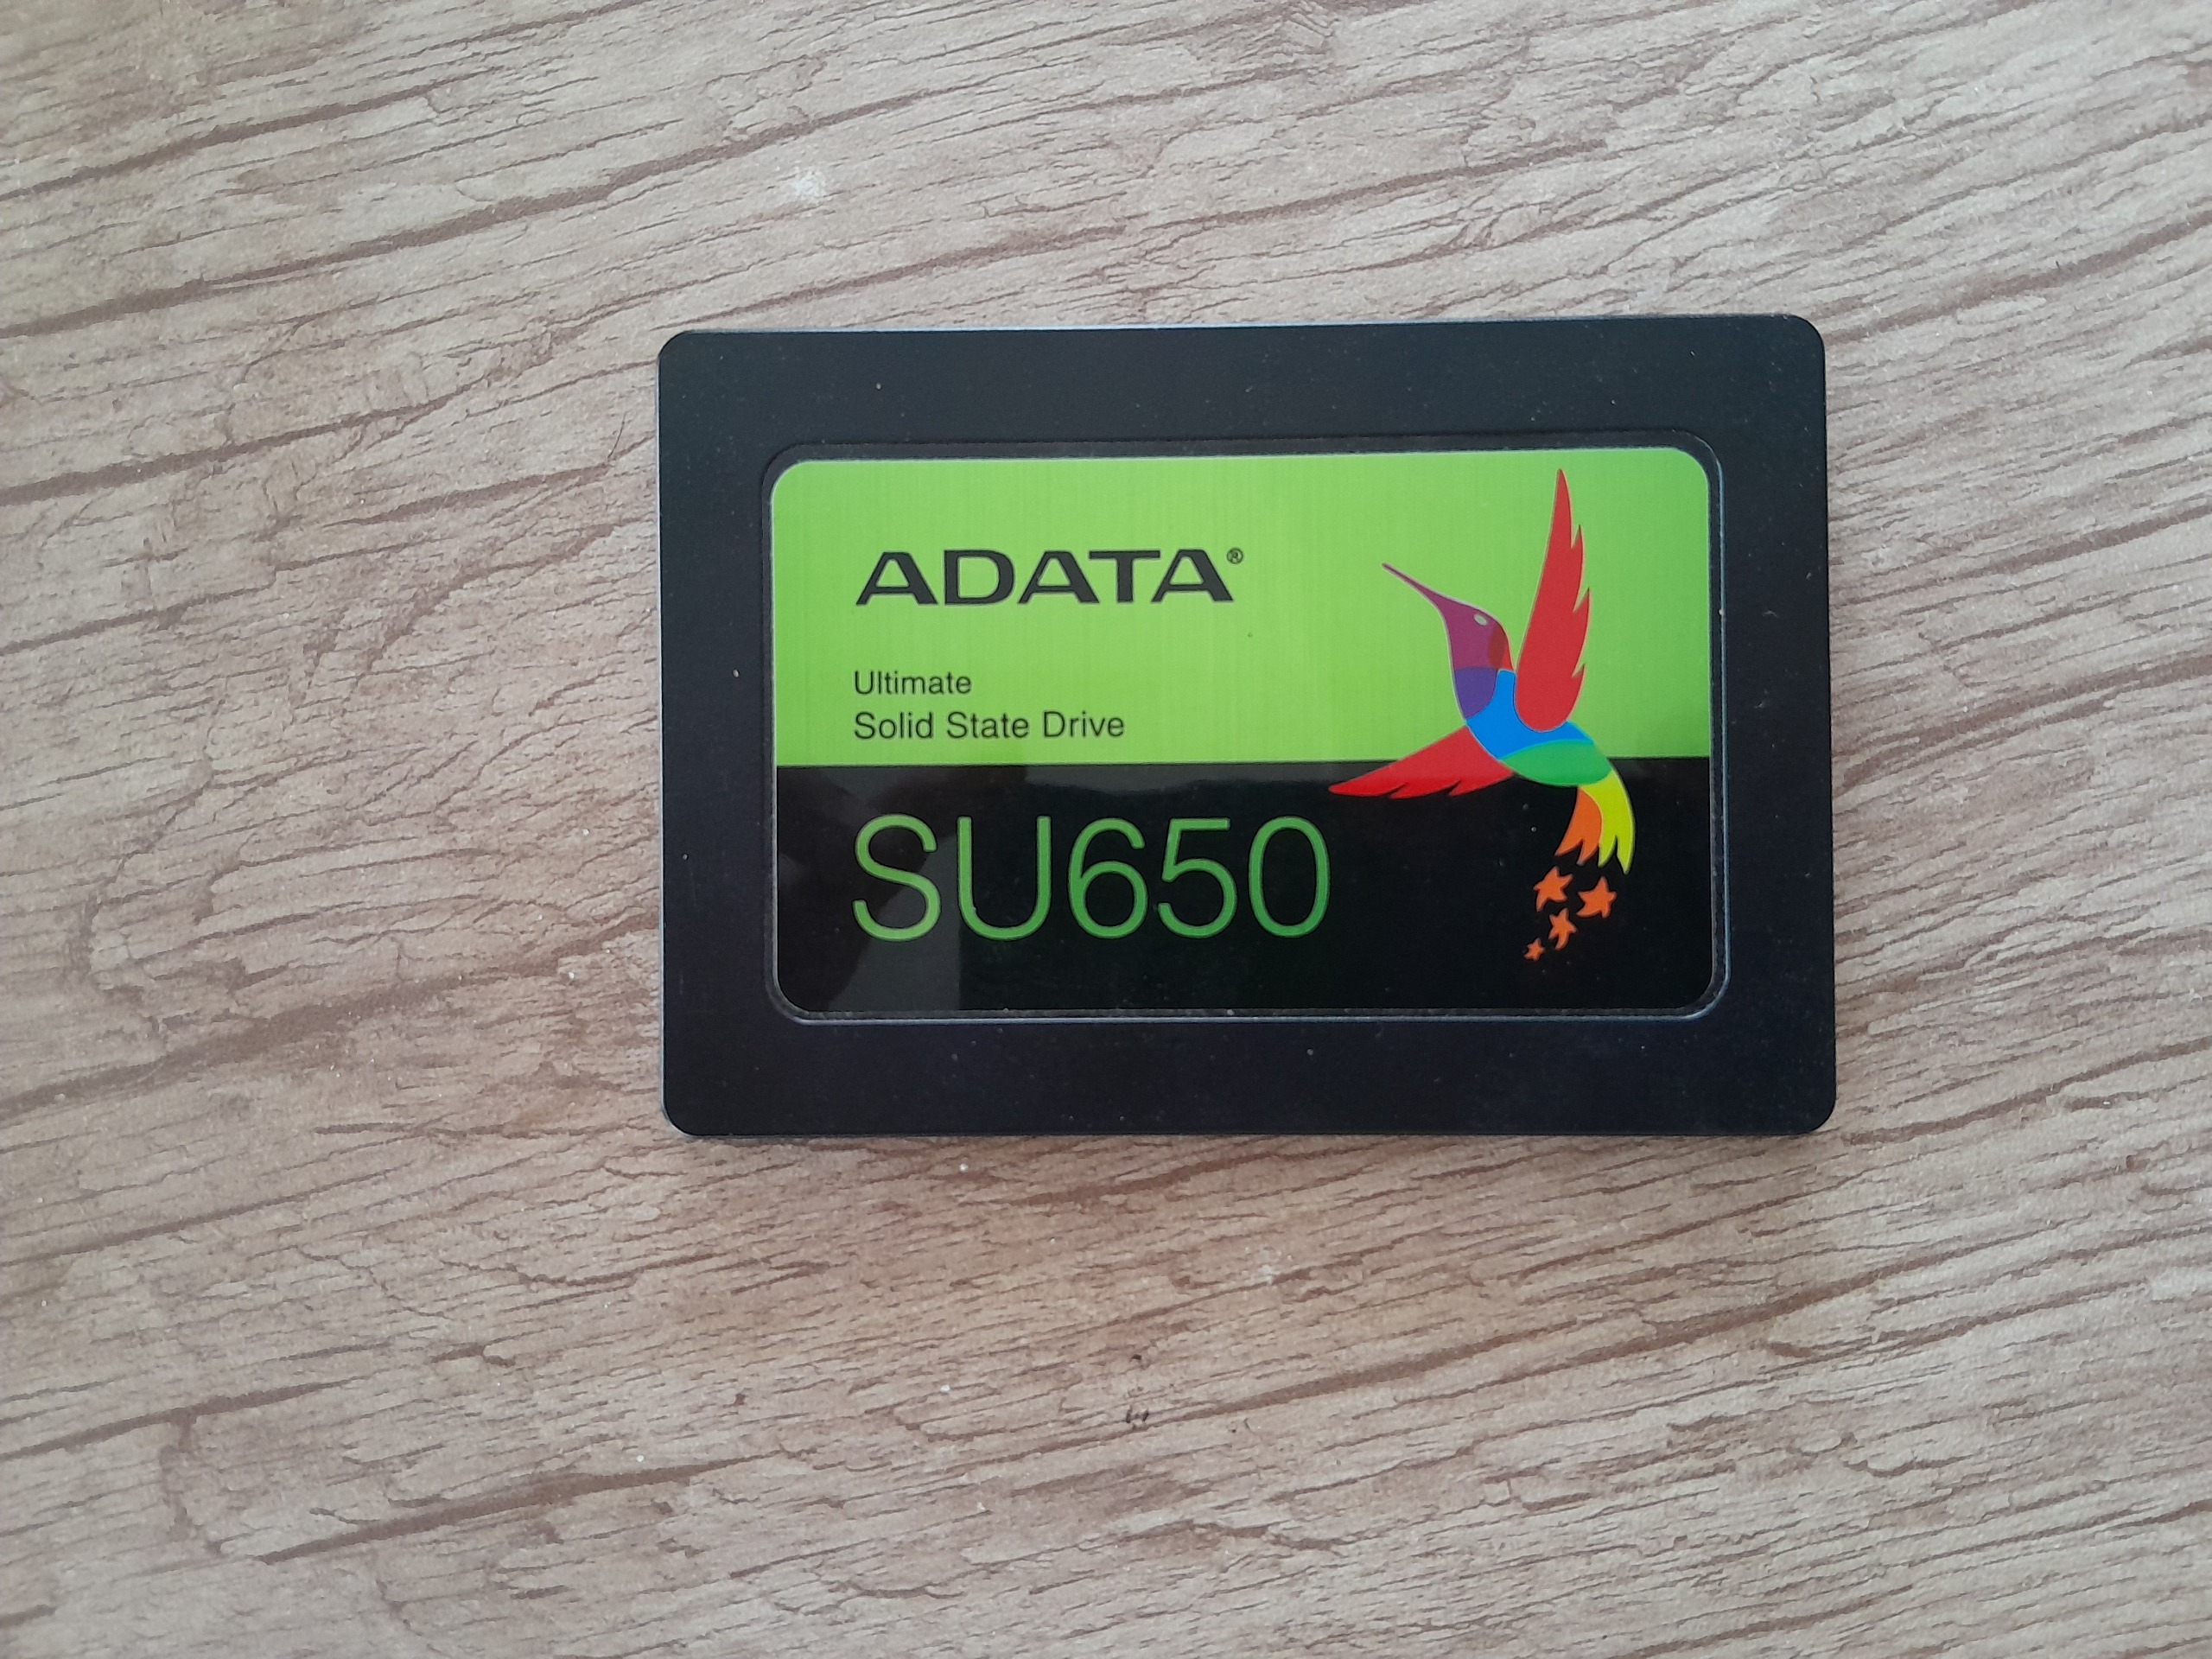 ADATA®
Ultimate
Solid State Drive
SU650